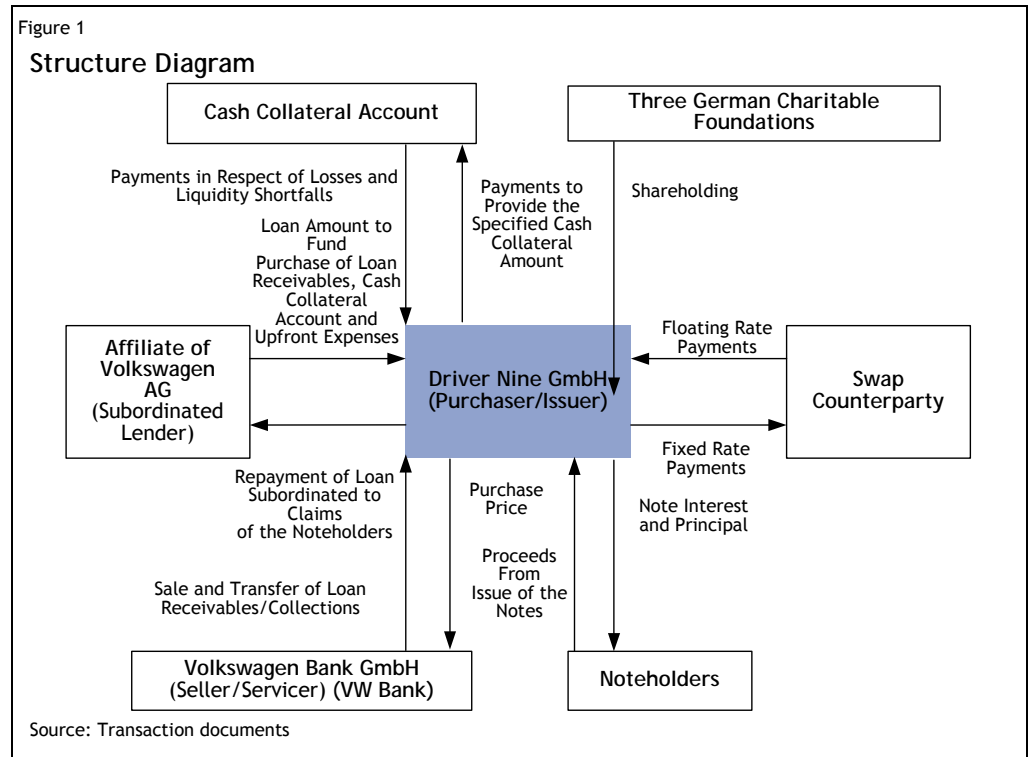 Figure 1
Structure Diagram
Cash Collateral Account
Three German Charitable
Foundations
Payments in Respect of Losses and
Liquidity Shortfalls
Payments to
Provide the
Specified Cash
Collateral
Amount
Shareholding
Loan Amount to
Fund
Purchase of Loan
Receivables, Cash
Collateral
Account and
Upfront Expenses
Affiliate of
Volkswagen
AG
(Subordinated
Lender)
Driver Nine GmbH
(Purchaser/Issuer)
Floating Rate
Payments
Swap
Counterparty
Fixed Rate
Payments
Repayment of Loan
Subordinated to
Claims
of the Noteholders
Purchase
Price
Note Interest
and Principal
Proceeds
From
Issue of the
Notes
Sale and Transfer of Loan
Receivables/Collections
Volkswagen Bank GmbH
(Seller/Servicer) (VW Bank)
Noteholders
Source: Transaction documents